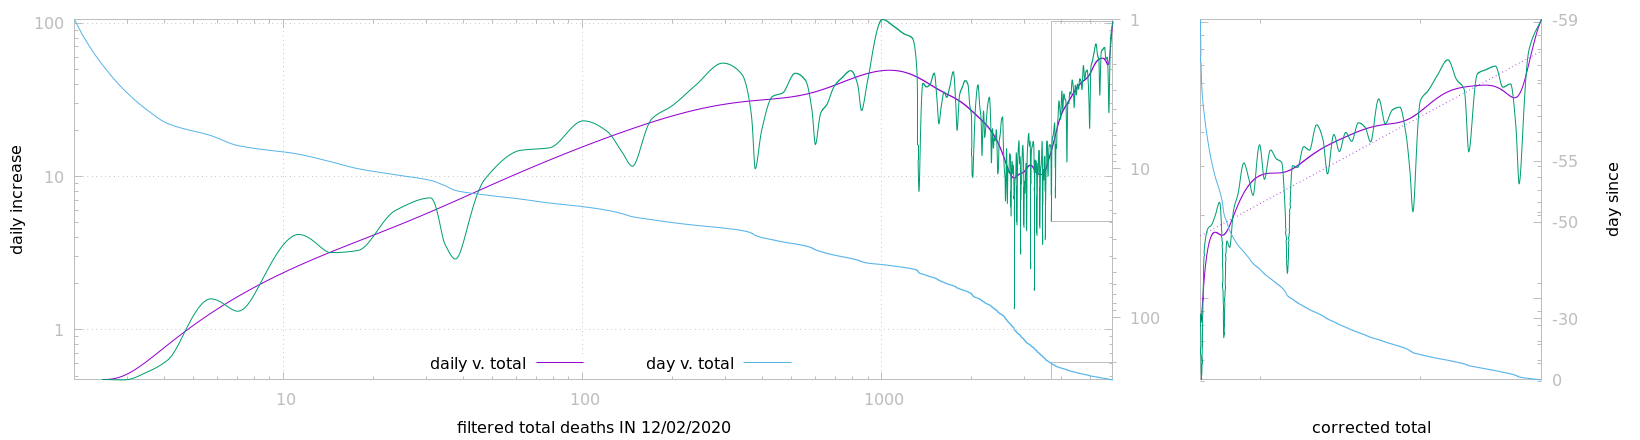 100
10
1
daily increase
10
100
1000
filtered total deaths IN 12/02/2020
daily v. total
day v. total
1
10
100
-59
-55
-50
-30
0
day since
corrected total